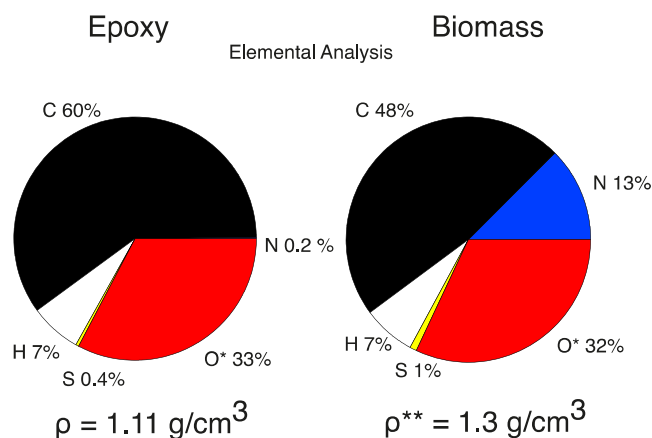 Epoxy
Biomass
Elemental Analysis
C 60%
C 48%
N 13%
N 0.2 %
H 7%
S 0.4%
O* 33%
H 7%
S 1%
O* 32%
ρ = 1.11 g/cm³
ρ** = 1.3 g/cm³